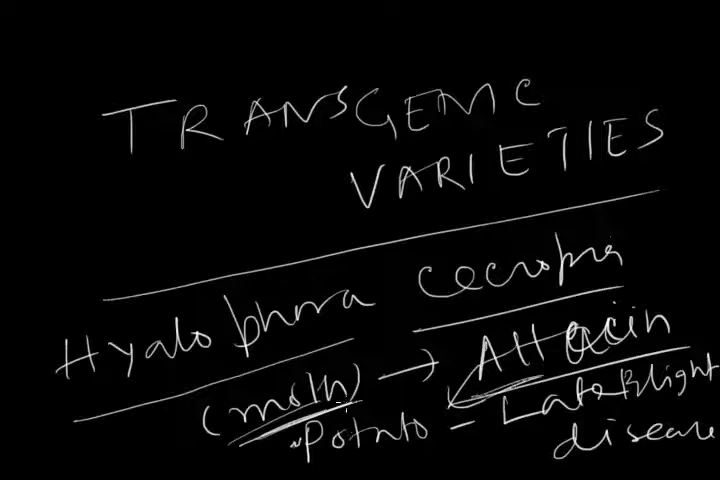 TRANSGENIC
VARIETIES
Hyalophora cecropia
(moth) → Attacin
Potato - Late Blight
disease